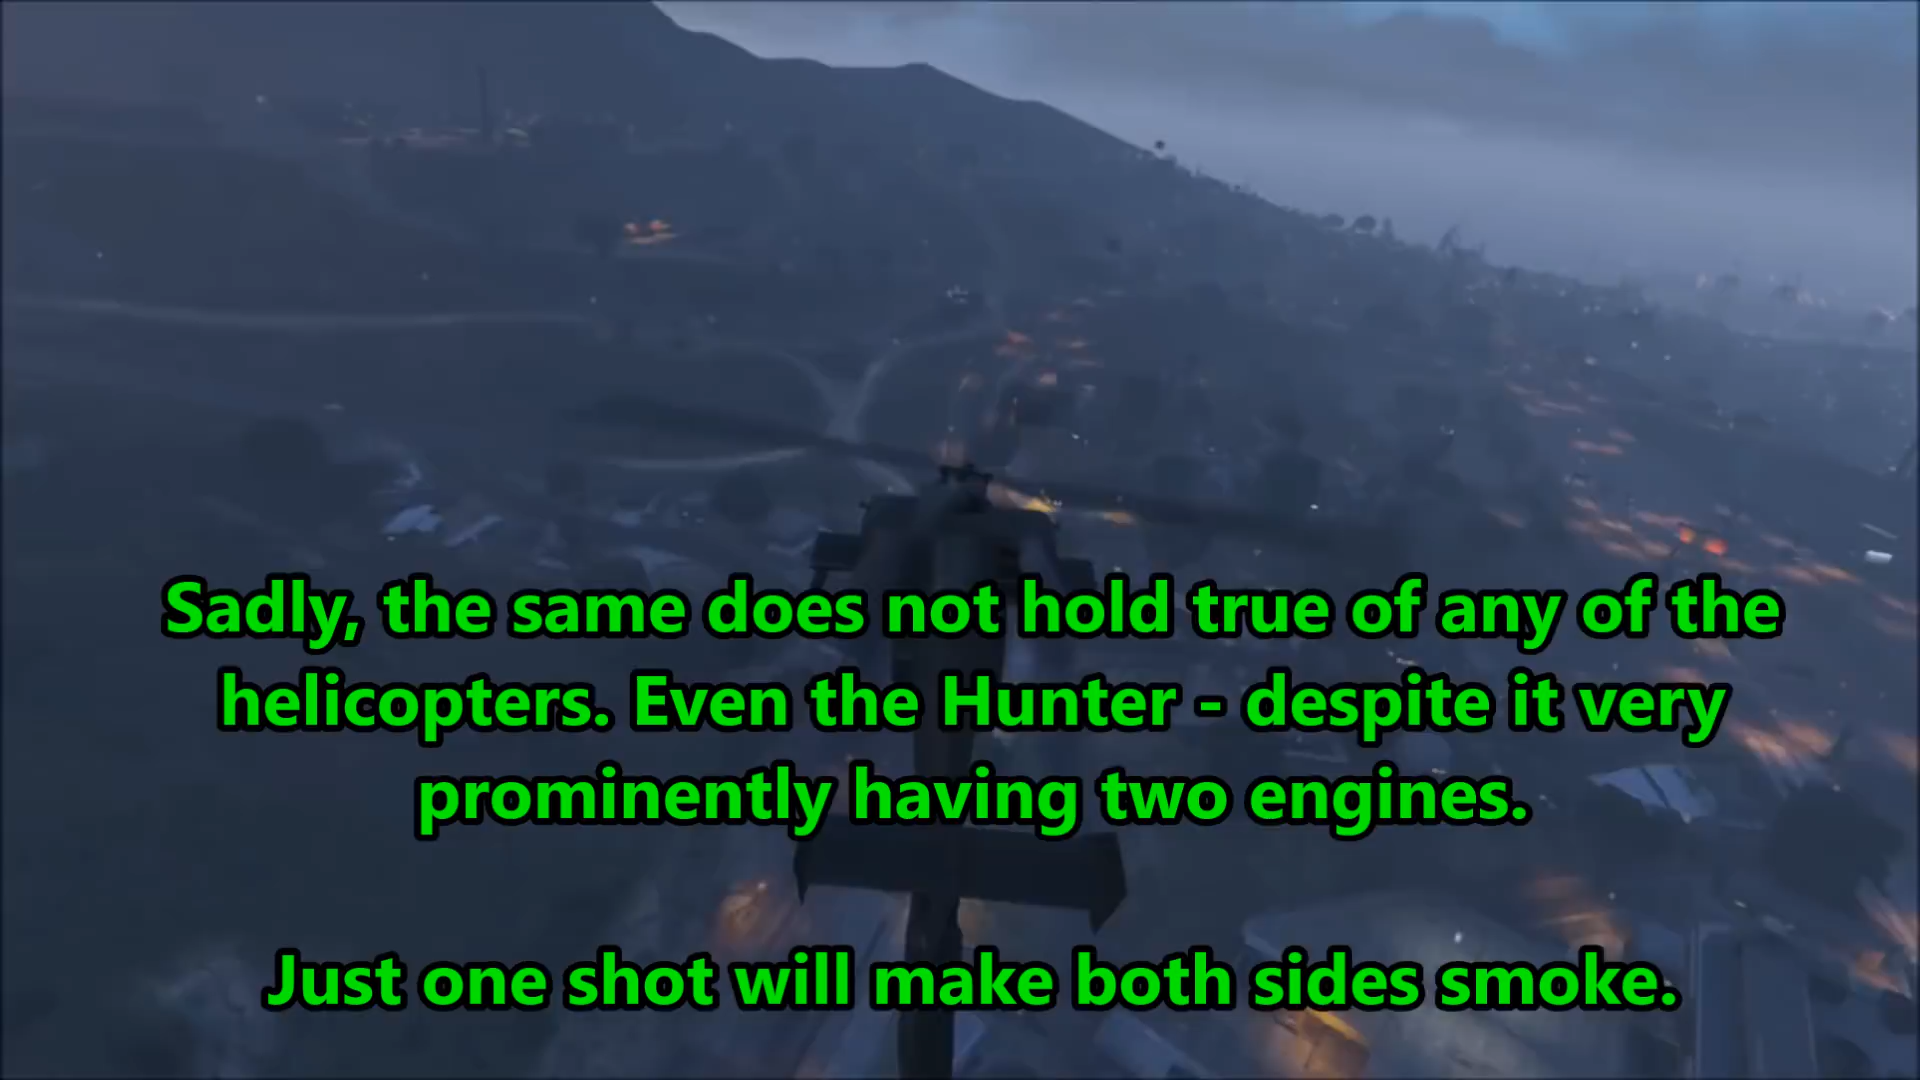 Sadly, the same does not hold true of any of the
helicopters. Even the Hunter - despite it very
prominently having two engines.
Just one shot will make both sides smoke.